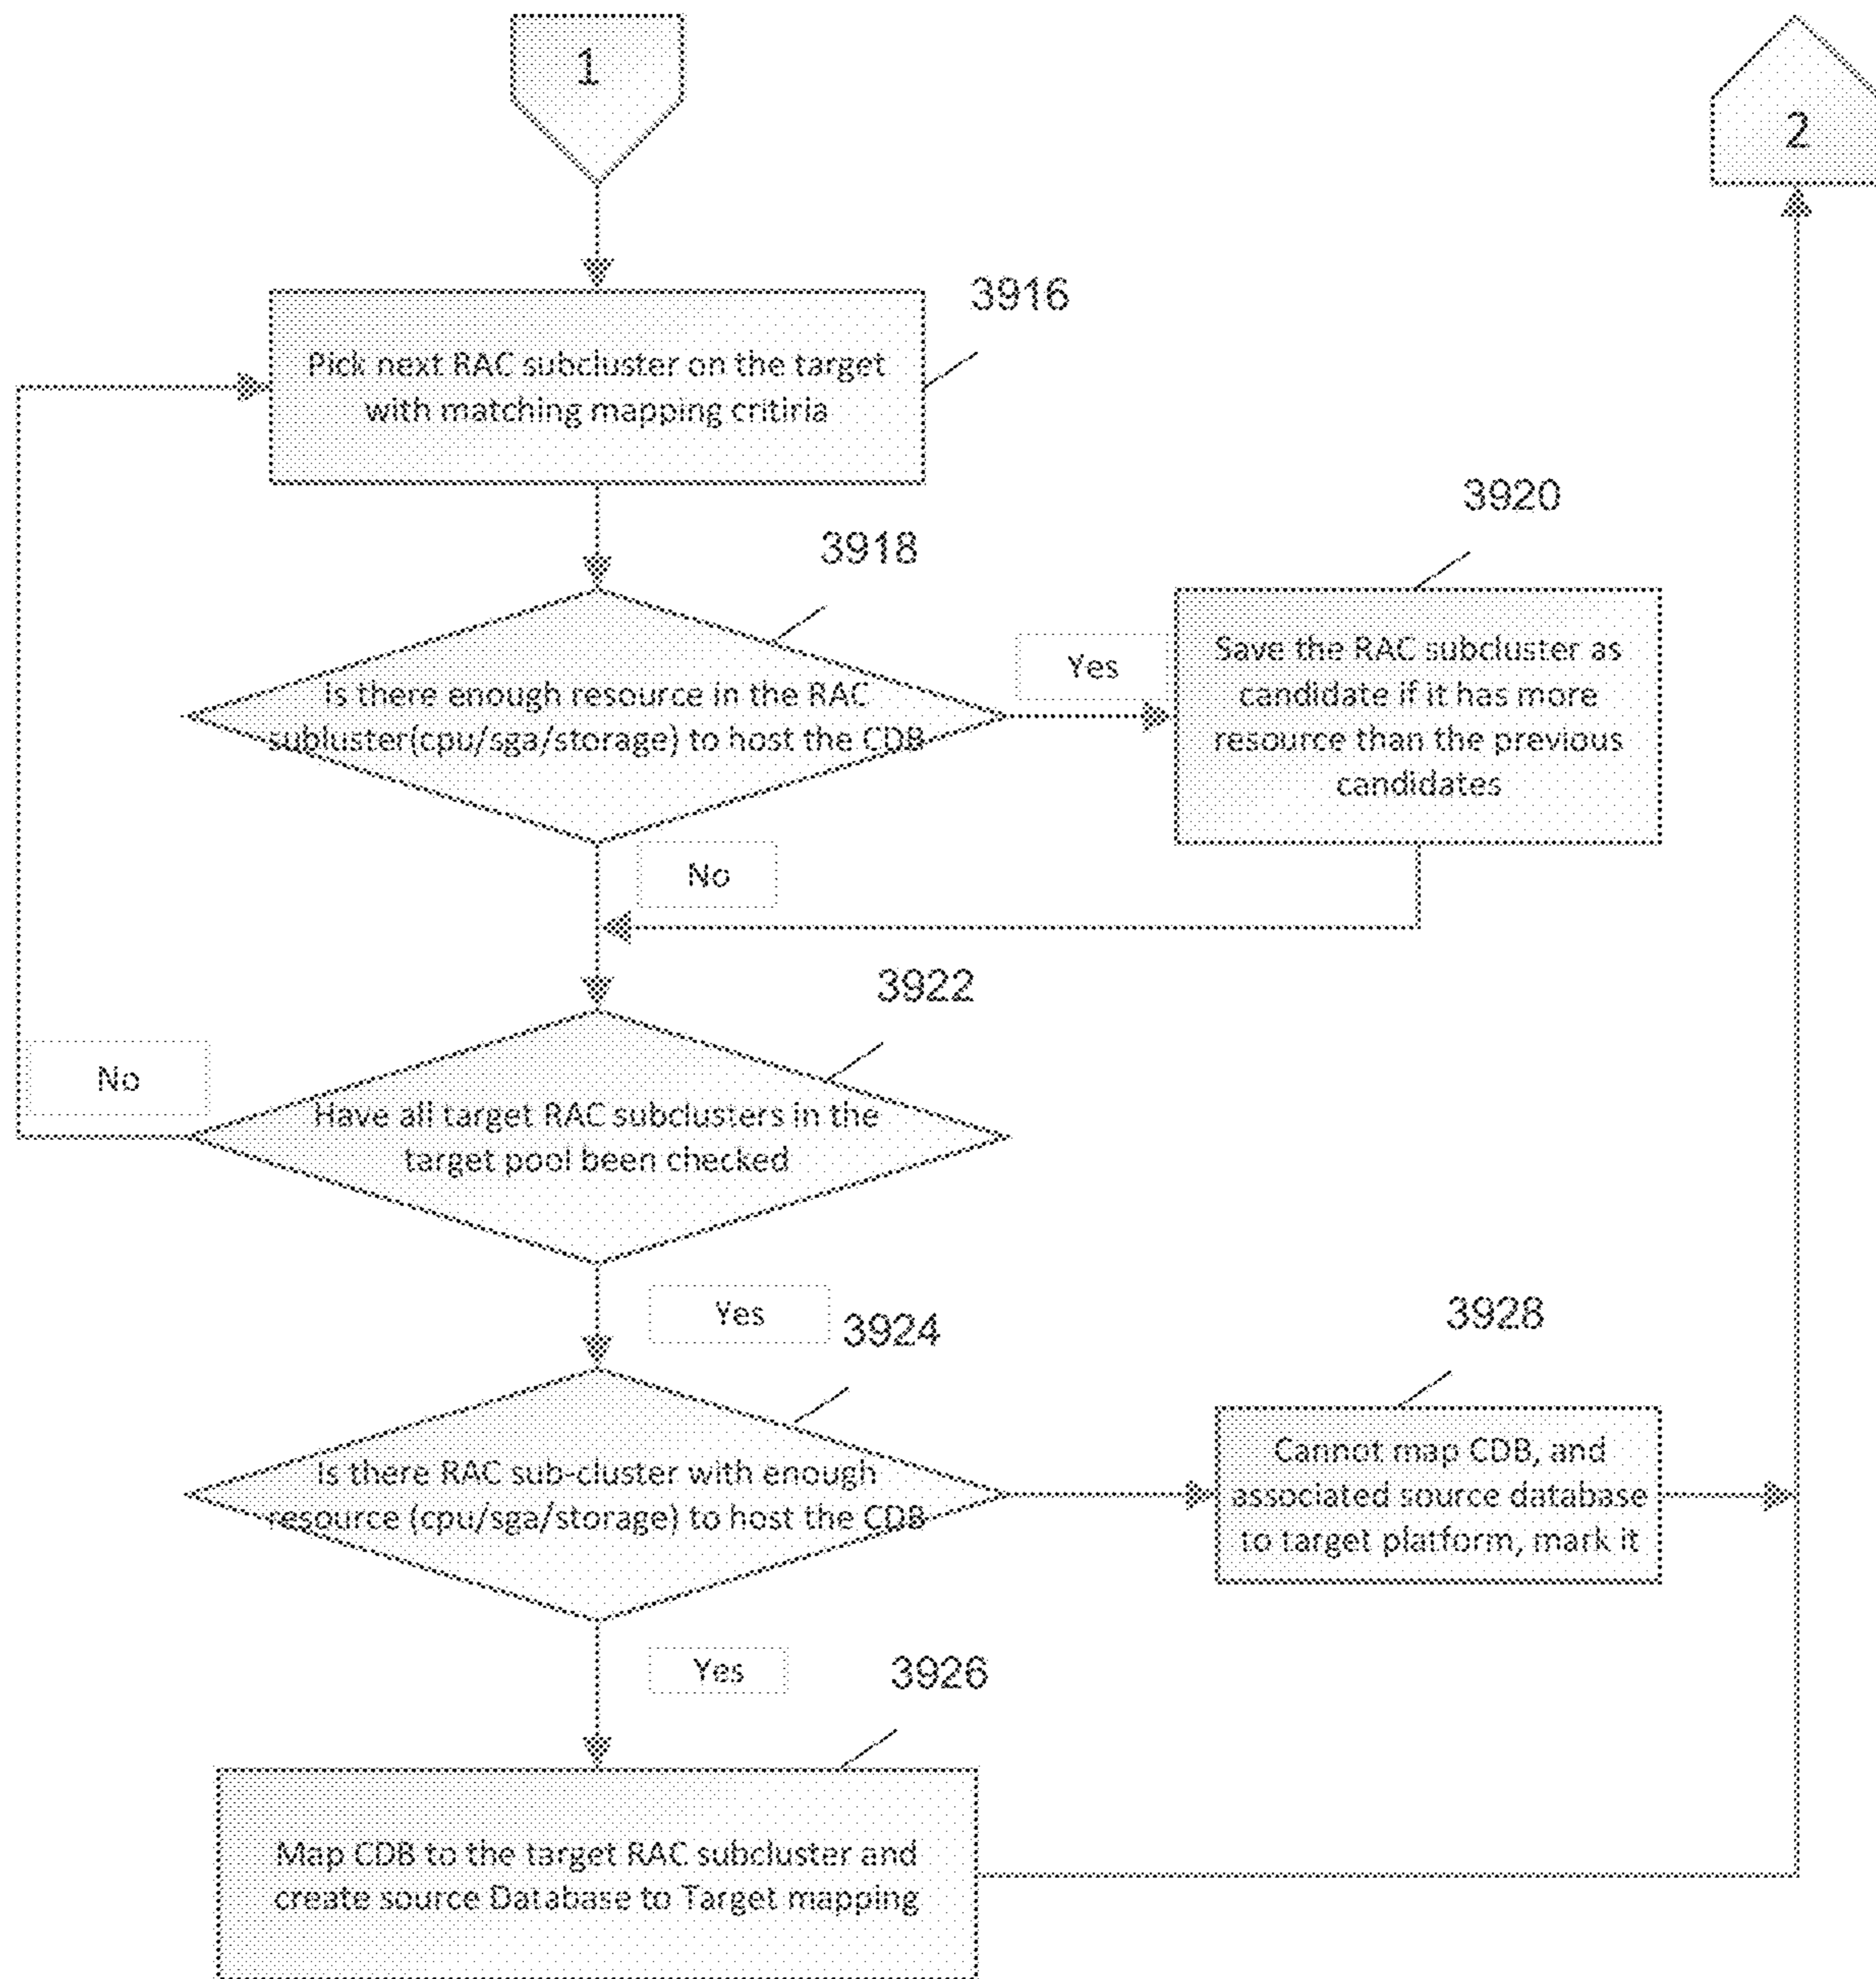 1
2
3916
Pick next RAC subcluster on the target
with matching mapping critiria
3918
3920
Is there enough resource in the RAC
subluster(cpu/sga/storage) to host the CDB
Yes
Save the RAC subcluster as
candidate if it has more
resource than the previous
candidates
No
3922
No
Have all target RAC subclusters in the
target pool been checked
Yes
3924
3928
Is there RAC sub-cluster with enough
resource (cpu/sga/storage) to host the CDB
Cannot map CDB, and
associated source database
to target platform, mark it
Yes
3926
Map CDB to the target RAC subcluster and
create source Database to Target mapping